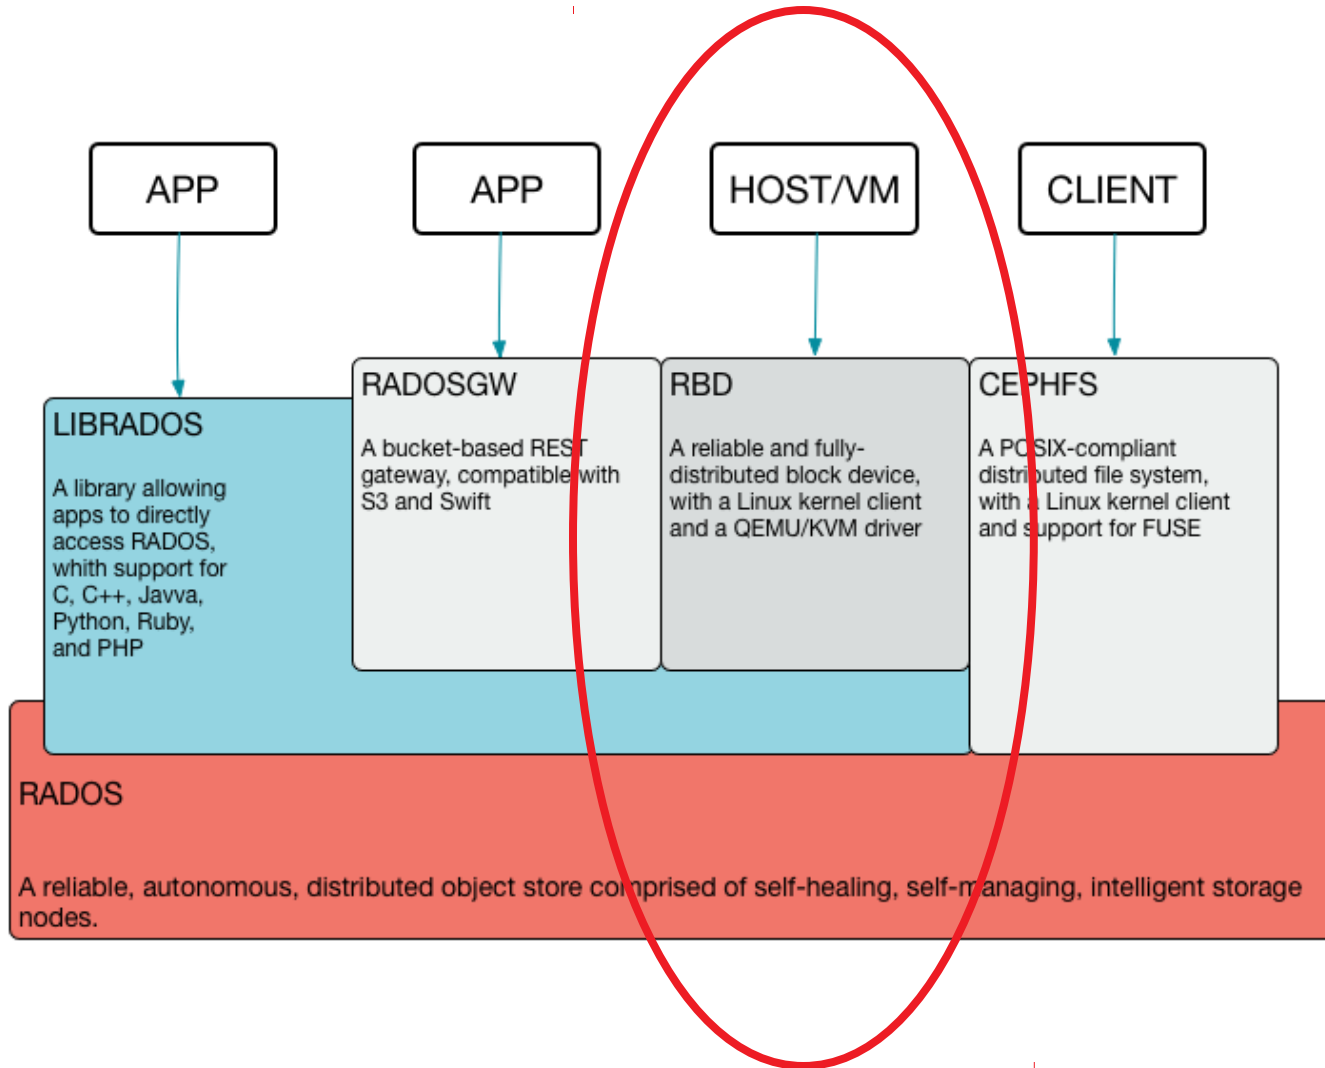 APP
APP
HOST/VM
CLIENT
LIBRADOS
A library allowing
apps to directly
access RADOS,
whith support for
C, C++, Javva,
Python, Ruby,
and PHP
RADOSGW
A bucket-based REST
gateway, compatible with
S3 and Swift
RBD
A reliable and fully-
distributed block device,
with a Linux kernel client
and a QEMU/KVM driver
CEPHFS
A POSIX-compliant
distributed file system,
with a Linux kernel client
and support for FUSE
RADOS
A reliable, autonomous, distributed object store comprised of self-healing, self-managing, intelligent storage
nodes.